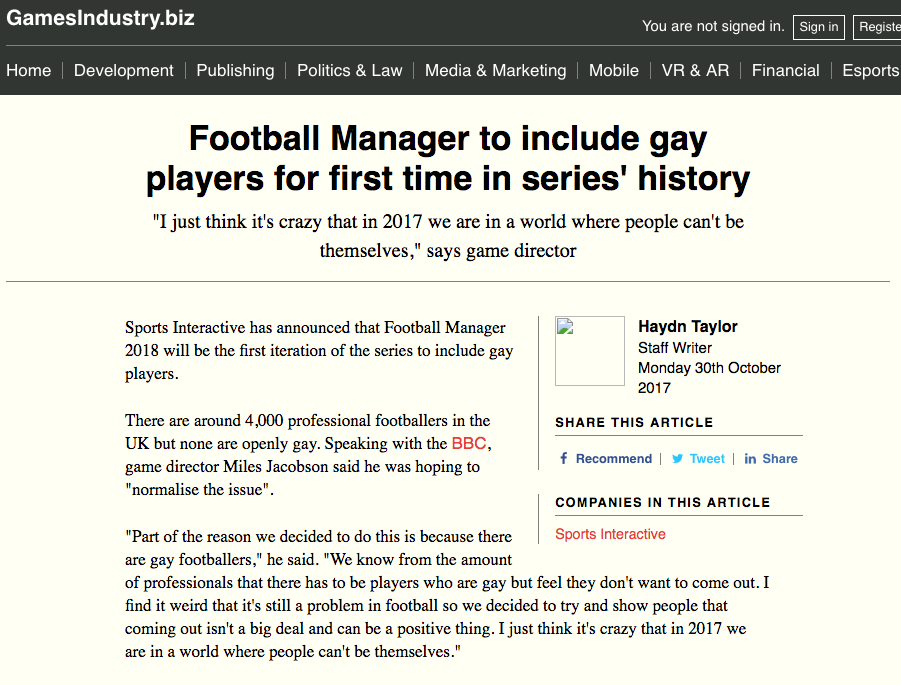 GamesIndustry.biz
You are not signed in. Sign in Registe
Home Development Publishing Politics & Law Media & Marketing Mobile VR & AR Financial Esports
Football Manager to include gay
players for first time in series' history
"I just think it's crazy that in 2017 we are in a world where people can't be
themselves," says game director
Sports Interactive has announced that Football Manager
2018 will be the first iteration of the series to include gay
players.
There are around 4,000 professional footballers in the
UK but none are openly gay. Speaking with the BBC,
game director Miles Jacobson said he was hoping to
"normalise the issue".
"Part of the reason we decided to do this is because there
are gay footballers," he said. "We know from the amount
of professionals that there has to be players who are gay but feel they don't want to come out. I
find it weird that it's still a problem in football so we decided to try and show people that
coming out isn't a big deal and can be a positive thing. I just think it's crazy that in 2017 we
are in a world where people can't be themselves."
Haydn Taylor
Staff Writer
Monday 30th October
2017
SHARE THIS ARTICLE
Recommend Tweet Share
COMPANIES IN THIS ARTICLE
Sports Interactive